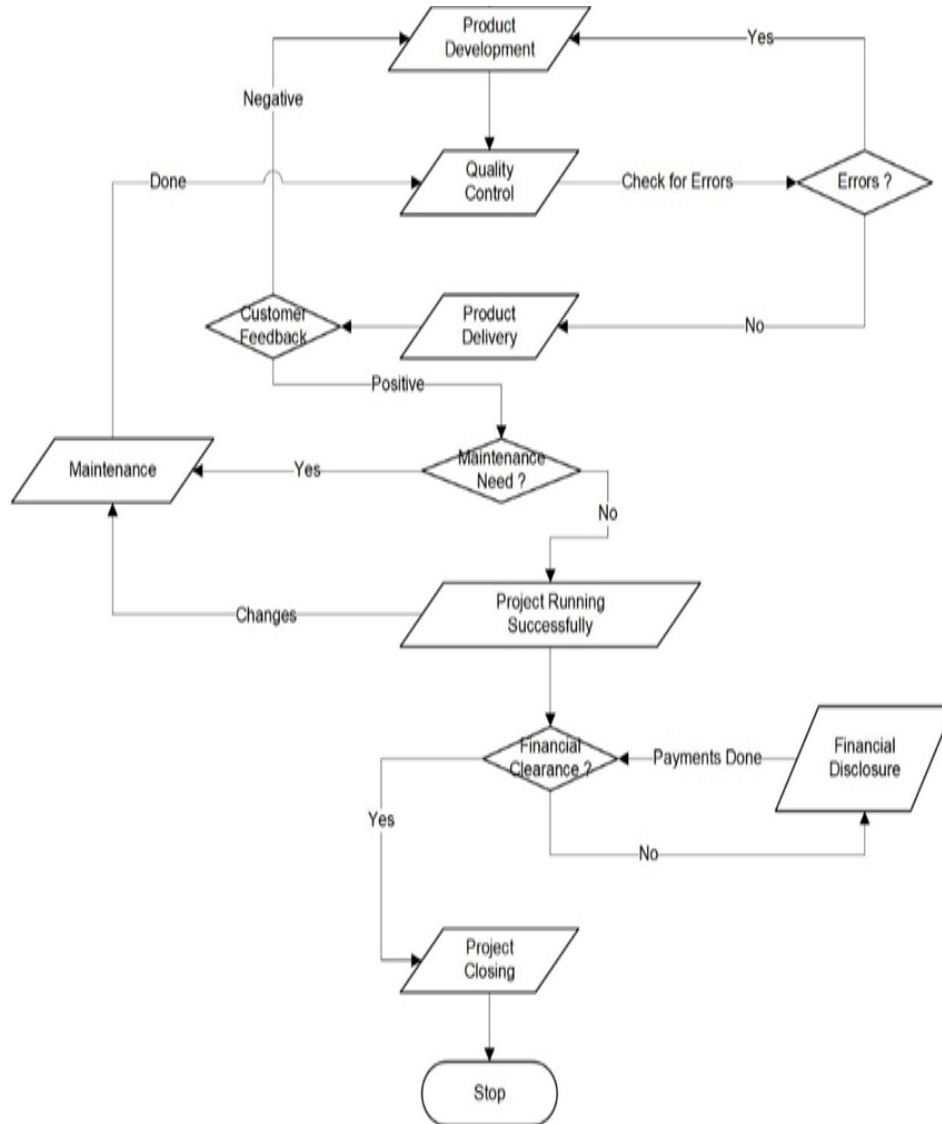 Product
Development
Yes
Negative
Done
Quality
Control
Check for Errors
Errors ?
Customer
Feedback
Product
Delivery
No
Positive
Maintenance
Yes
Maintenance
Need ?
No
Changes
Project Running
Successfully
Financial
Clearance ?
Payments Done
Financial
Disclosure
Yes
No
Project
Closing
Stop